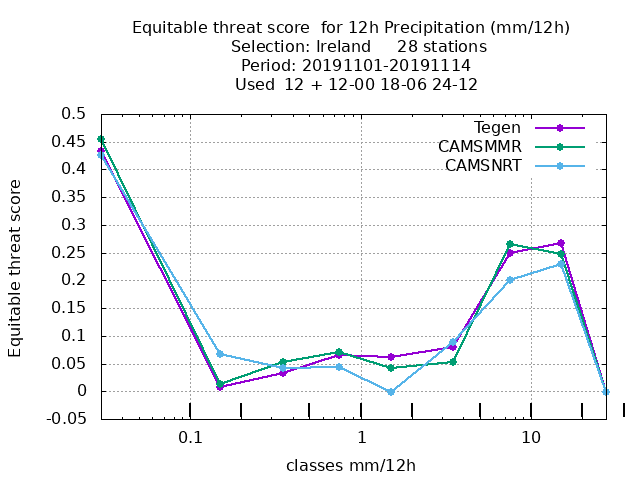 Equitable threat score  for 12h Precipitation (mm/12h)
Selection: Ireland     28 stations
Period: 20191101-20191114
Used  12 + 12-00 18-06 24-12
Tegen
CAMSMMR
CAMSNRT
0.5
0.45
0.4
0.35
0.3
0.25
0.2
0.15
0.1
0.05
0
-0.05
Equitable threat score
0.1 1 10
classes mm/12h